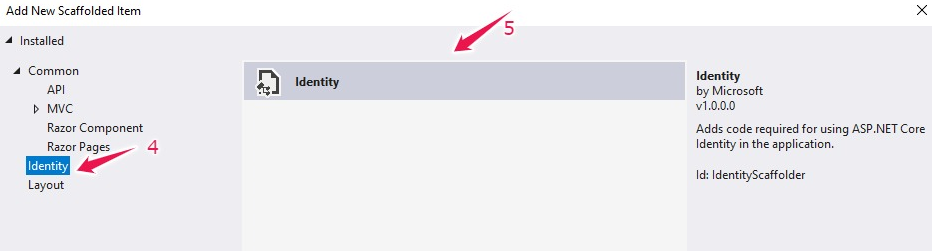 Add New Scaffolded Item
Installed
Common
API
MVC
Razor Component
Razor Pages
Identity
Layout
4
5
Identity
Identity
by Microsoft
v1.0.0.0
Adds code required for using ASP.NET Core
Identity in the application.
Id: IdentityScaffolder